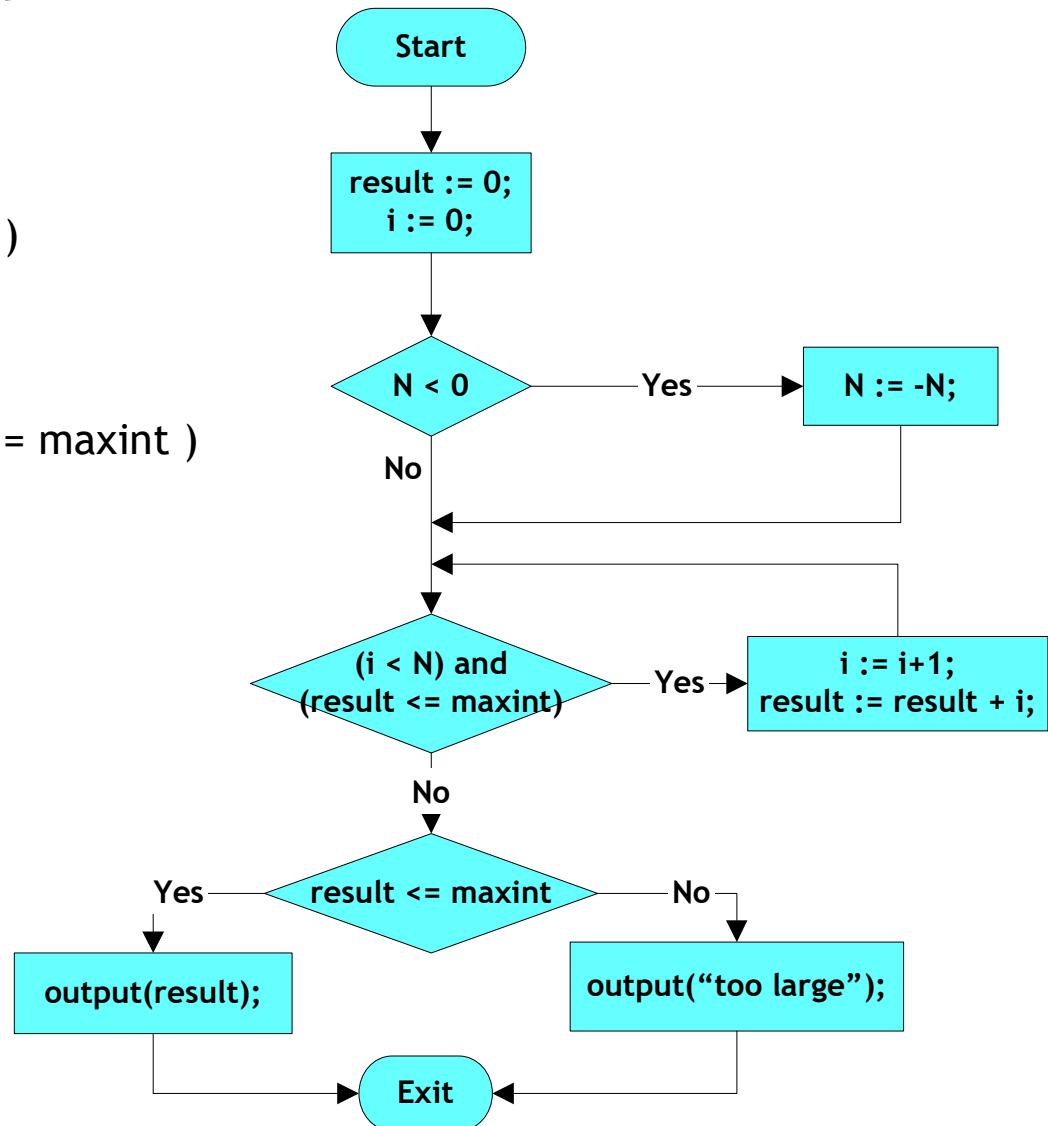 Start
result := 0;
i := 0;
)
N < 0
Yes
N := -N;
= maxint )
No
(i < N) and
(result <= maxint)
Yes
i := i+1;
result := result + i;
No
Yes
result <= maxint
No
output(result);
output(“too large”);
Exit